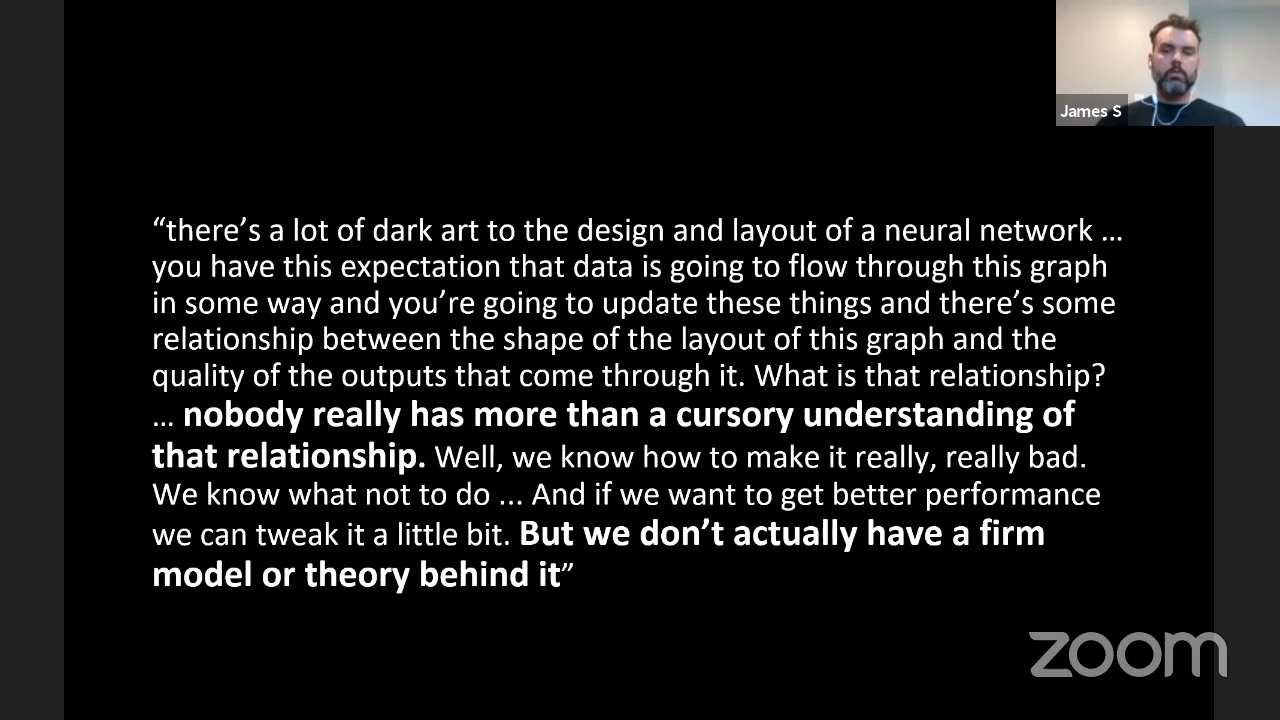 James S
“there’s a lot of dark art to the design and layout of a neural network …
you have this expectation that data is going to flow through this graph
in some way and you’re going to update these things and there’s some
relationship between the shape of the layout of this graph and the
quality of the outputs that come through it. What is that relationship?
… nobody really has more than a cursory understanding of
that relationship. Well, we know how to make it really, really bad.
We know what not to do ... And if we want to get better performance
we can tweak it a little bit. But we don’t actually have a firm
model or theory behind it”
zoom